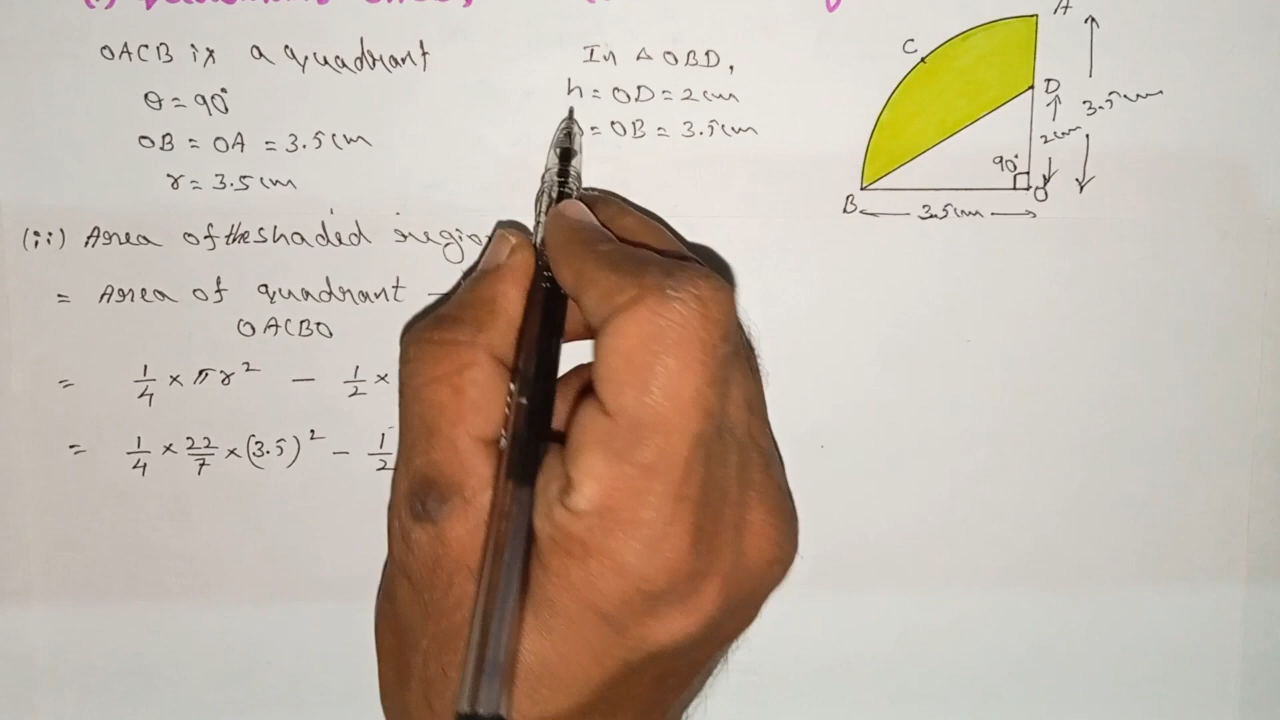 (i) quadrant
OACB is a quadrant
θ = 90°
OB = OA = 3.5 cm
r = 3.5 cm
In △ OBD,
h = OD = 2 cm
= OB = 3.5 cm
A
C
D
3.5 cm
2 cm
90°
B
O
3.5 cm
(ii) Area of the shaded region
= Area of quadrant -
OACBO
= 1/4 × πr² - 1/2 ×
= 1/4 × 22/7 × (3.5)² - 1/2